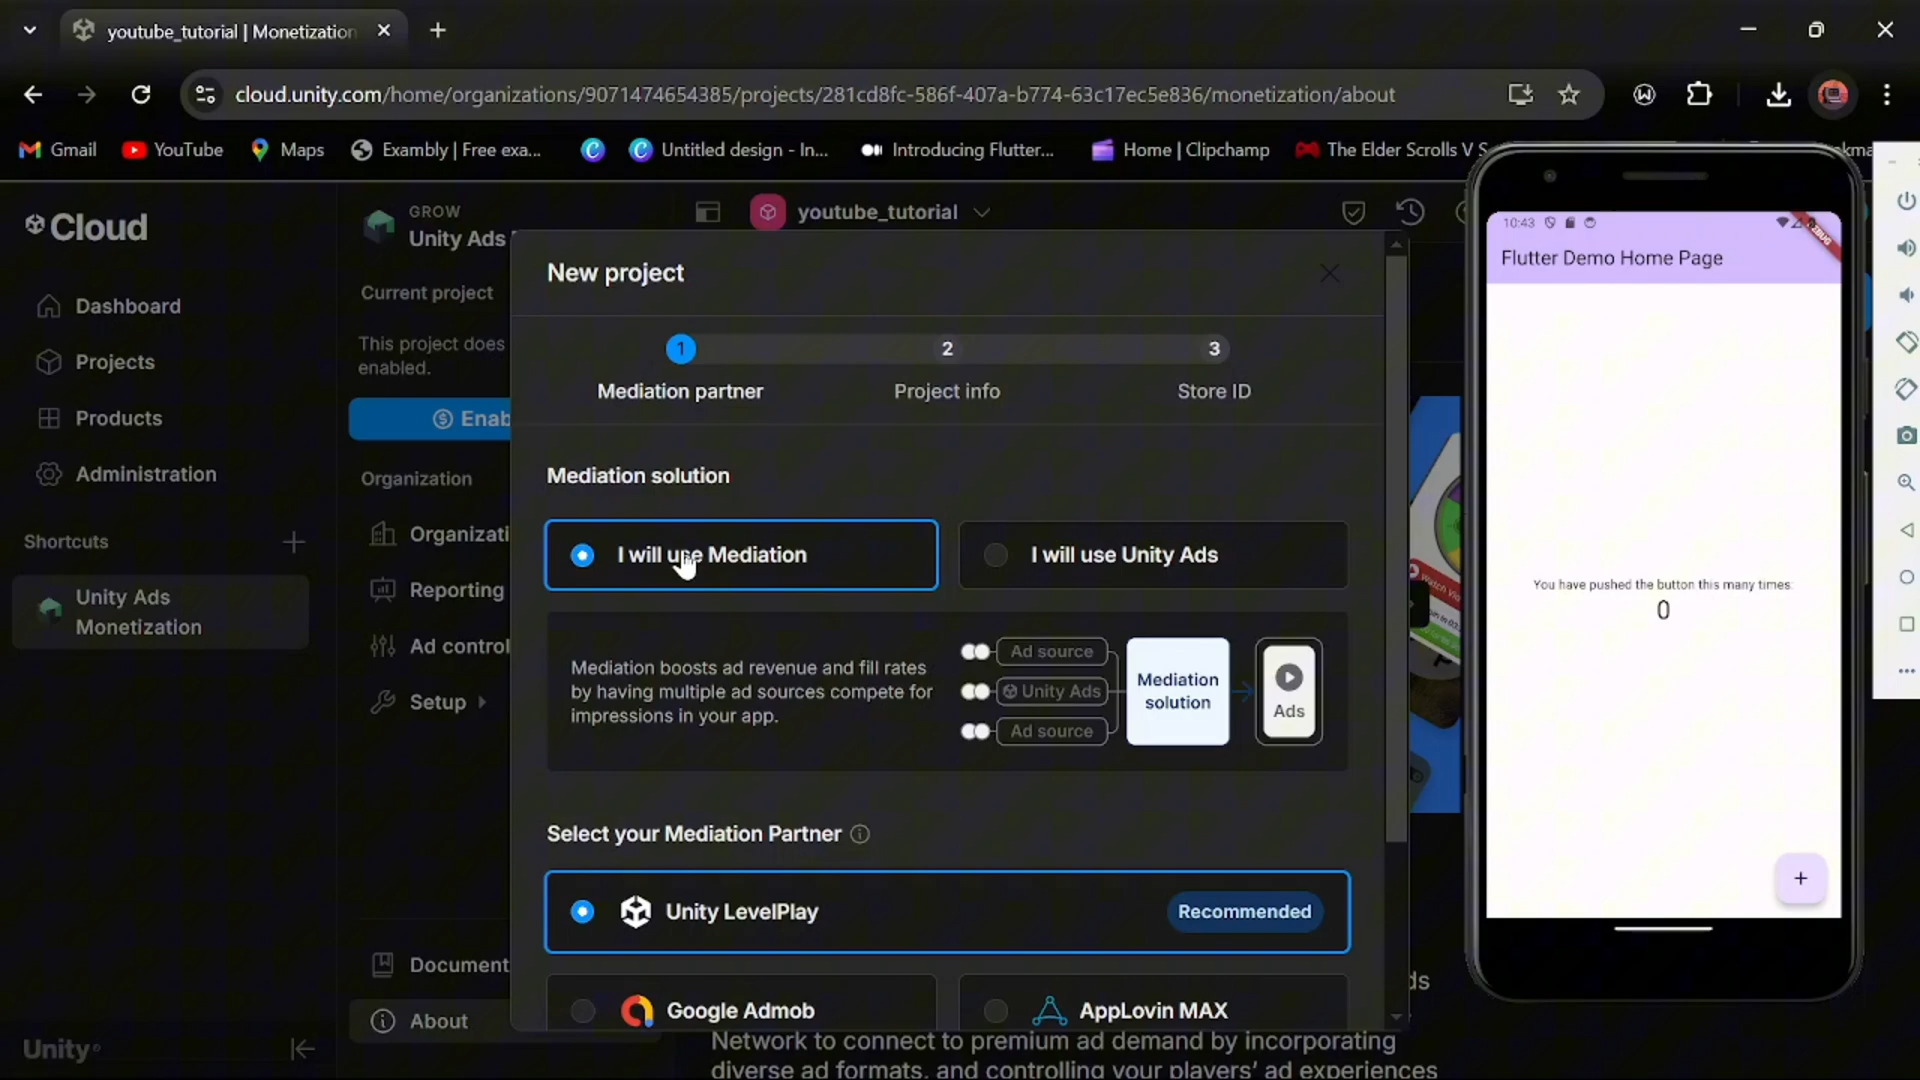 youtube_tutorial | Monetization
cloud.unity.com/home/organizations/9071474654385/projects/281cd8fc-586f-407a-b774-63c17ec5e836/monetization/about
Gmail
YouTube
Maps
Exambly | Free exa...
Untitled design - In...
Introducing Flutter...
Home | Clipchamp
The Elder Scrolls V S
Cloud
Dashboard
Projects
Products
Administration
Shortcuts
Unity Ads
Monetization
Unity
GROW
Unity Ads
Current project
This project does
enabled.
Enab
Organization
Organizati
Reporting
Ad control
Setup
Document
About
youtube_tutorial
New project
1
2
3
Mediation partner
Project info
Store ID
Mediation solution
I will use Mediation
I will use Unity Ads
Mediation boosts ad revenue and fill rates
by having multiple ad sources compete for
impressions in your app.
Ad source
Unity Ads
Ad source
Mediation
solution
Ads
Select your Mediation Partner
Unity LevelPlay
Recommended
Google Admob
AppLovin MAX
Network to connect to premium ad demand by incorporating
diverse ad formats, and controlling your players' ad experiences
10:43
DEBUG
Flutter Demo Home Page
You have pushed the button this many times:
0
+